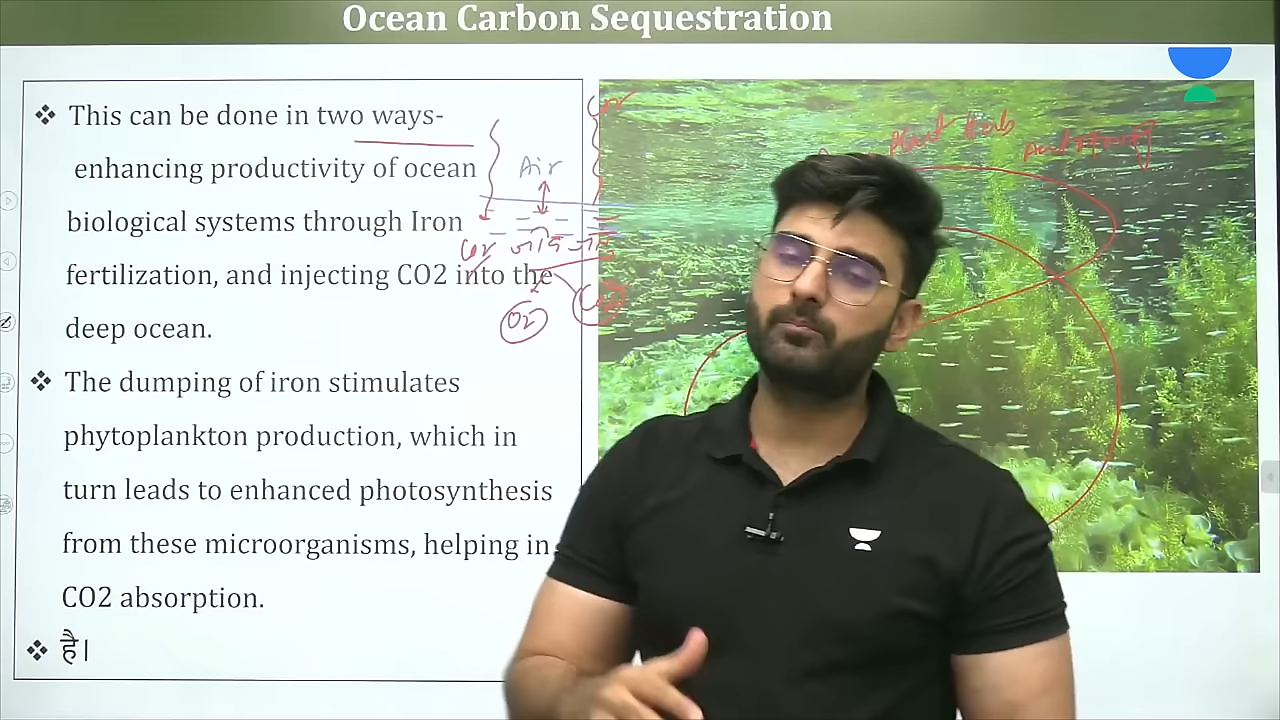 Ocean Carbon Sequestration
❖ This can be done in two ways-
enhancing productivity of ocean
biological systems through Iron
fertilization, and injecting CO2 into the
deep ocean.
❖ The dumping of iron stimulates
phytoplankton production, which in
turn leads to enhanced photosynthesis
from these microorganisms, helping in
CO2 absorption.
❖ है।
Air
O2
Plant Herb